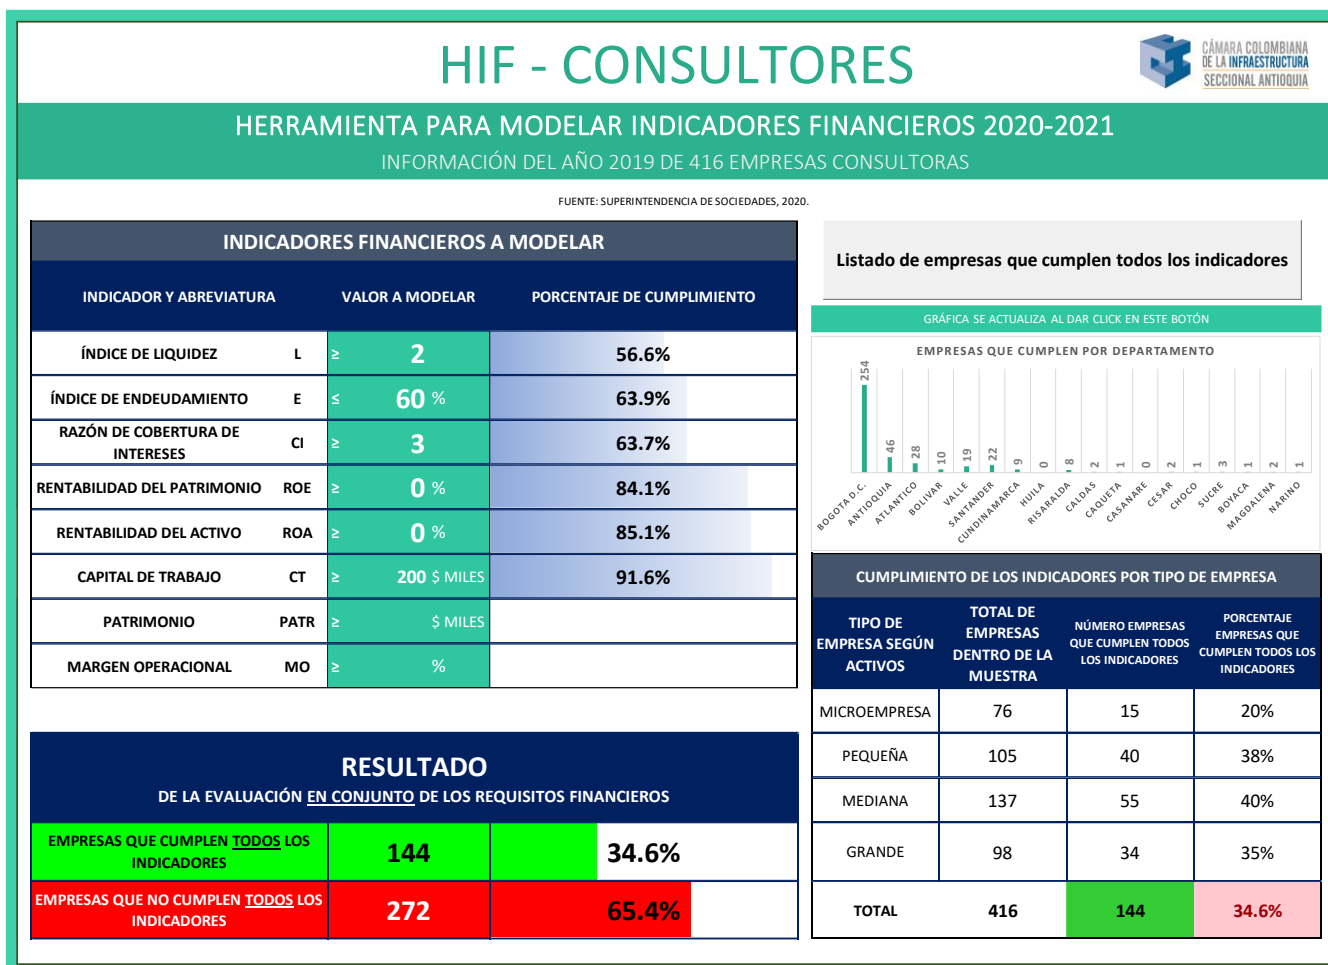 HIF - CONSULTORES
CÁMARA COLOMBIANA
DE LA INFRAESTRUCTURA
SECCIONAL ANTIOQUIA
HERRAMIENTA PARA MODELAR INDICADORES FINANCIEROS 2020-2021
INFORMACIÓN DEL AÑO 2019 DE 416 EMPRESAS CONSULTORAS
FUENTE: SUPERINTENDENCIA DE SOCIEDADES, 2020.
INDICADORES FINANCIEROS A MODELAR
INDICADOR Y ABREVIATURA VALOR A MODELAR PORCENTAJE DE CUMPLIMIENTO
ÍNDICE DE LIQUIDEZ L ≥ 2 56.6%
ÍNDICE DE ENDEUDAMIENTO E ≤ 60 % 63.9%
RAZÓN DE COBERTURA DE
INTERESES CI ≥ 3 63.7%
RENTABILIDAD DEL PATRIMONIO ROE ≥ 0 % 84.1%
RENTABILIDAD DEL ACTIVO ROA ≥ 0 % 85.1%
CAPITAL DE TRABAJO CT ≥ 200 $ MILES 91.6%
PATRIMONIO PATR ≥ $ MILES
MARGEN OPERACIONAL MO ≥ %
RESULTADO
DE LA EVALUACIÓN EN CONJUNTO DE LOS REQUISITOS FINANCIEROS
EMPRESAS QUE CUMPLEN TODOS LOS
INDICADORES 144 34.6%
EMPRESAS QUE NO CUMPLEN TODOS LOS
INDICADORES 272 65.4%
Listado de empresas que cumplen todos los indicadores
GRÁFICA SE ACTUALIZA AL DAR CLICK EN ESTE BOTÓN
EMPRESAS QUE CUMPLEN POR DEPARTAMENTO
254 46 28 10 19 22 9 0 8 2 1 0 2 1 3 1 2 1
BOGOTA D.C. ANTIOQUIA ATLANTICO BOLIVAR VALLE SANTANDER CUNDINAMARCA HUILA RISARALDA CALDAS CAQUETA CASANARE CESAR CHOCO SUCRE BOYACA MAGDALENA NARINO
CUMPLIMIENTO DE LOS INDICADORES POR TIPO DE EMPRESA
TIPO DE
EMPRESA SEGÚN
ACTIVOS
TOTAL DE
EMPRESAS
DENTRO DE LA
MUESTRA
NÚMERO EMPRESAS
QUE CUMPLEN TODOS
LOS INDICADORES
PORCENTAJE
EMPRESAS QUE
CUMPLEN TODOS LOS
INDICADORES
MICROEMPRESA 76 15 20%
PEQUEÑA 105 40 38%
MEDIANA 137 55 40%
GRANDE 98 34 35%
TOTAL 416 144 34.6%